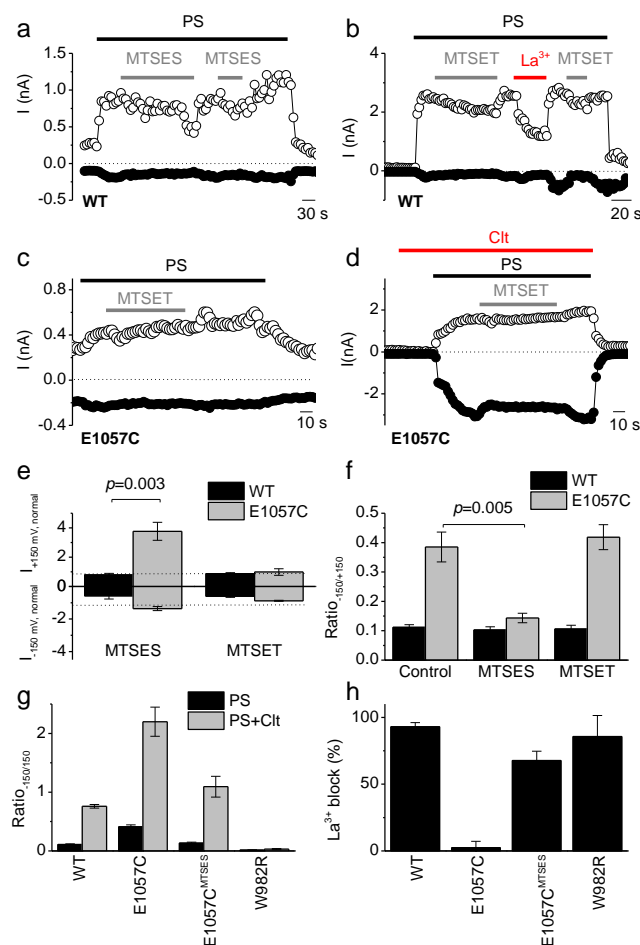 a
PS
MTSES
MTSES
1.5
1.0
0.5
0.0
-0.5
I (nA)
WT
30 s
b
PS
MTSET
La3+
MTSET
4
2
0
I (nA)
WT
20 s
c
PS
MTSET
0.8
0.4
0.0
-0.4
I (nA)
E1057C
10 s
d
Clt
PS
MTSET
2
0
-2
I(nA)
E1057C
10 s
e
p=0.003
WT
E1057C
4
2
0
2
4
I+150 mV, normal
I-150 mV, normal
MTSES
MTSET
f
WT
E1057C
p=0.005
0.5
0.4
0.3
0.2
0.1
0.0
Ratio-150/+150
Control
MTSES
MTSET
g
PS
PS+Clt
2
1
0
Ratio-150/150
WT
E1057C
E1057CMTSES
W982R
h
100
75
50
25
0
La3+ block (%)
WT
E1057C
E1057CMTSES
W982R